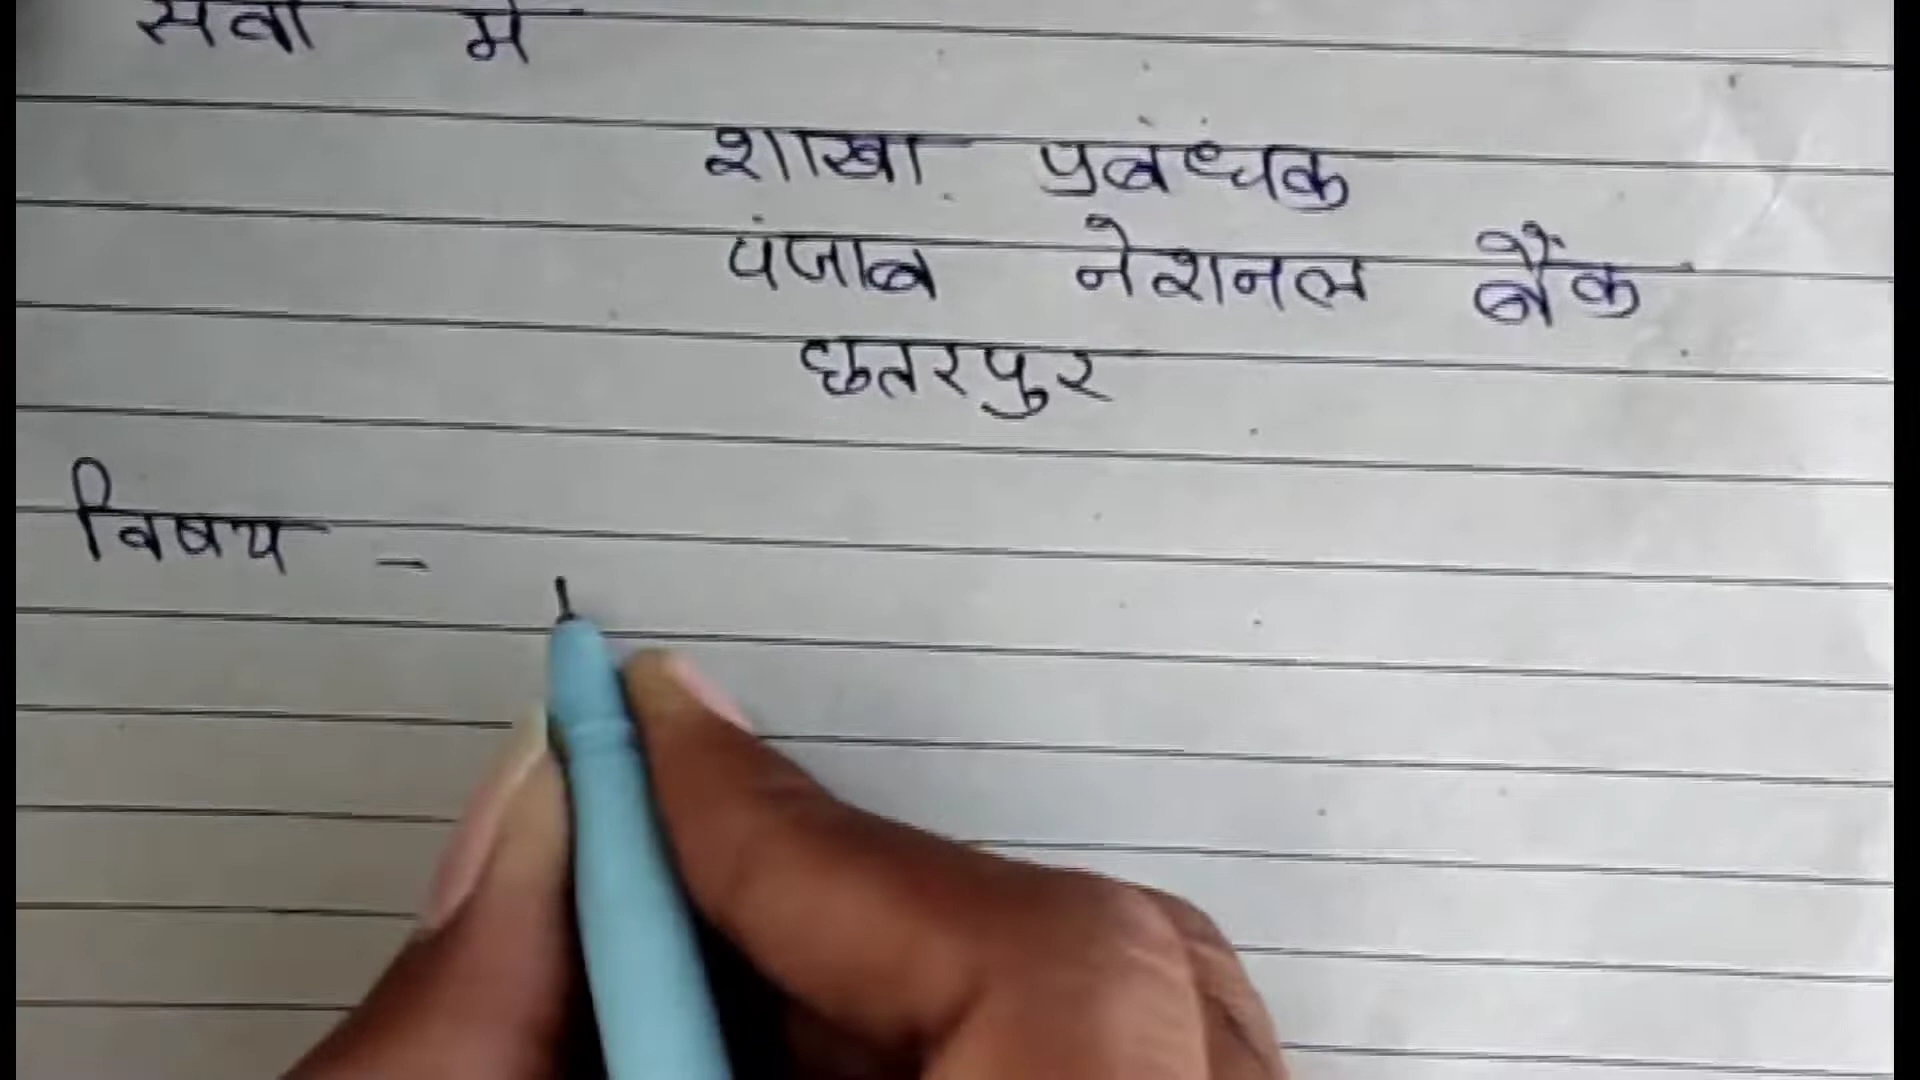 सेवा में
शाखा प्रबंधक
पंजाब नेशनल बैंक
छतरपुर
विषय -